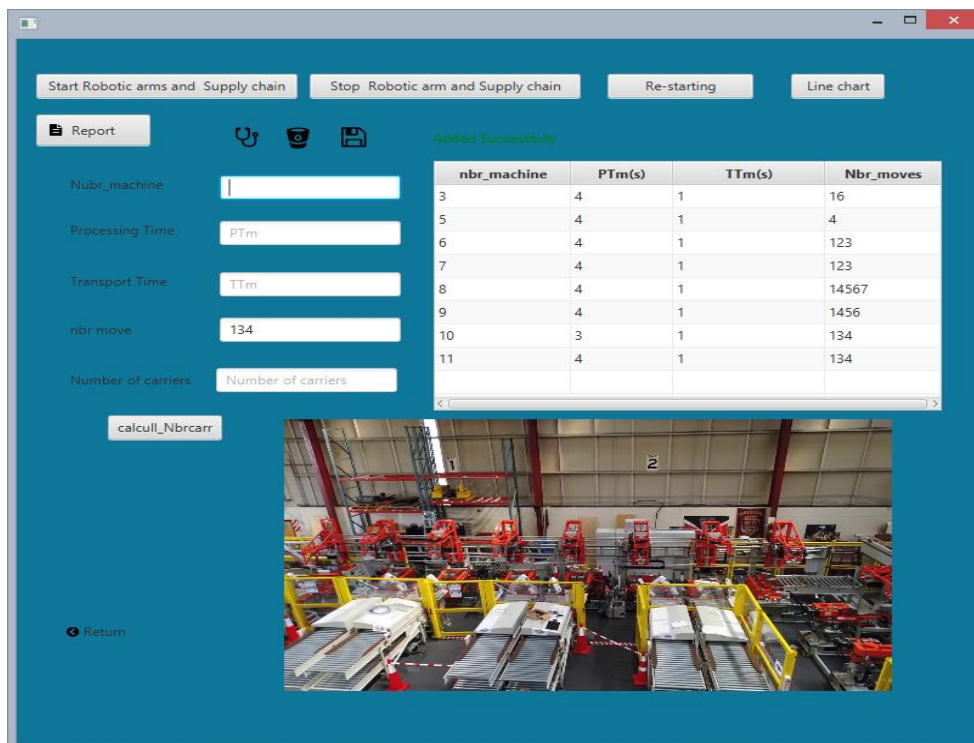 Start Robotic arms and Supply chain
Stop Robotic arm and Supply chain
Re-starting
Line chart
Report
Added Successfully
Nubr_machine
Processing Time
PTm
Transport Time
TTm
nbr move
134
Number of carriers
Number of carriers
calcull_Nbrcarr
nbr_machine PTm(s) TTm(s) Nbr_moves
3 4 1 16
5 4 1 4
6 4 1 123
7 4 1 123
8 4 1 14567
9 4 1 1456
10 3 1 134
11 4 1 134
1
2
Return